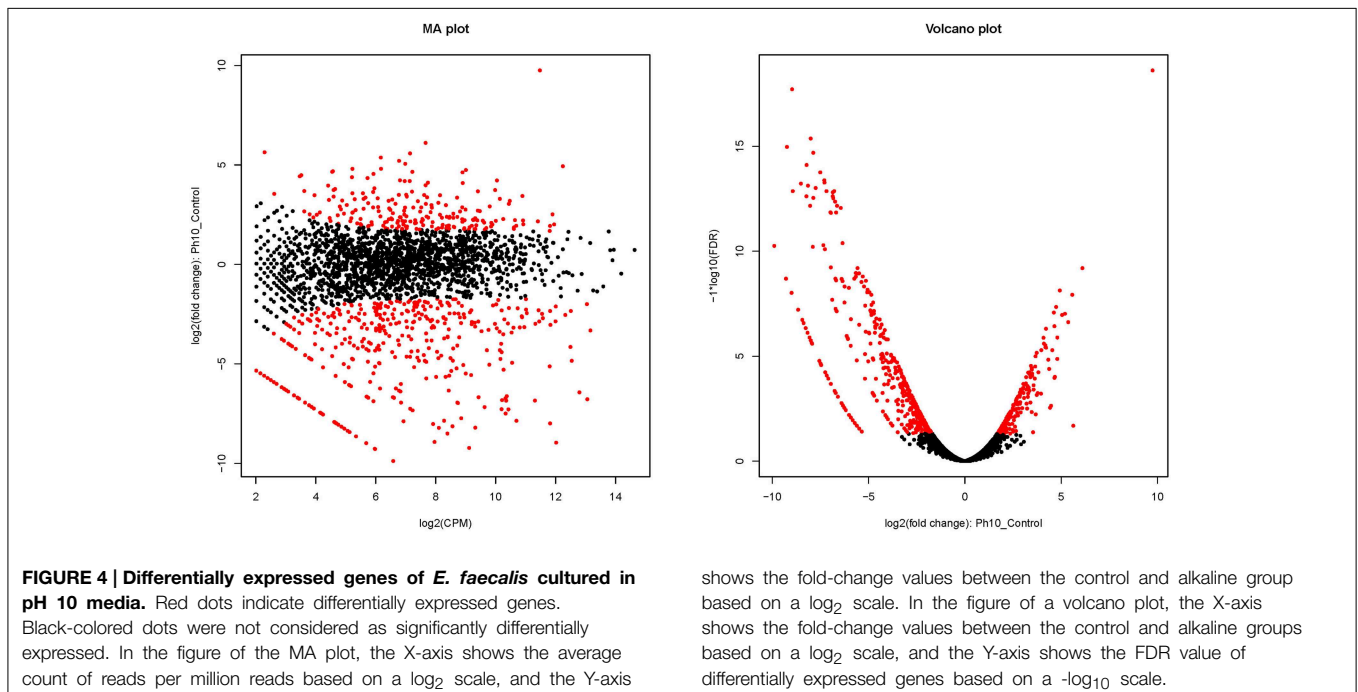 MA plot
10
5
0
−5
−10
log2(fold change): Ph10_Control
2 4 6 8 10 12 14
log2(CPM)
Volcano plot
15
10
5
0
−1*log10(FDR)
−10 −5 0 5 10
log2(fold change): Ph10_Control
FIGURE 4 | Differentially expressed genes of E. faecalis cultured in
pH 10 media. Red dots indicate differentially expressed genes.
Black-colored dots were not considered as significantly differentially
expressed. In the figure of the MA plot, the X-axis shows the average
count of reads per million reads based on a log2 scale, and the Y-axis
shows the fold-change values between the control and alkaline group
based on a log2 scale. In the figure of a volcano plot, the X-axis
shows the fold-change values between the control and alkaline groups
based on a log2 scale, and the Y-axis shows the FDR value of
differentially expressed genes based on a -log10 scale.